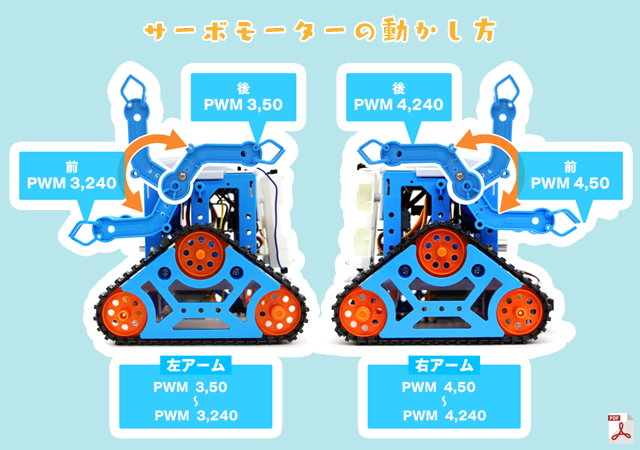 サーボモーターの動かし方
後
PWM 3,50
後
PWM 4,240
前
PWM 3,240
前
PWM 4,50
左アーム
PWM 3,50
〜
PWM 3,240
右アーム
PWM 4,50
〜
PWM 4,240
PDF